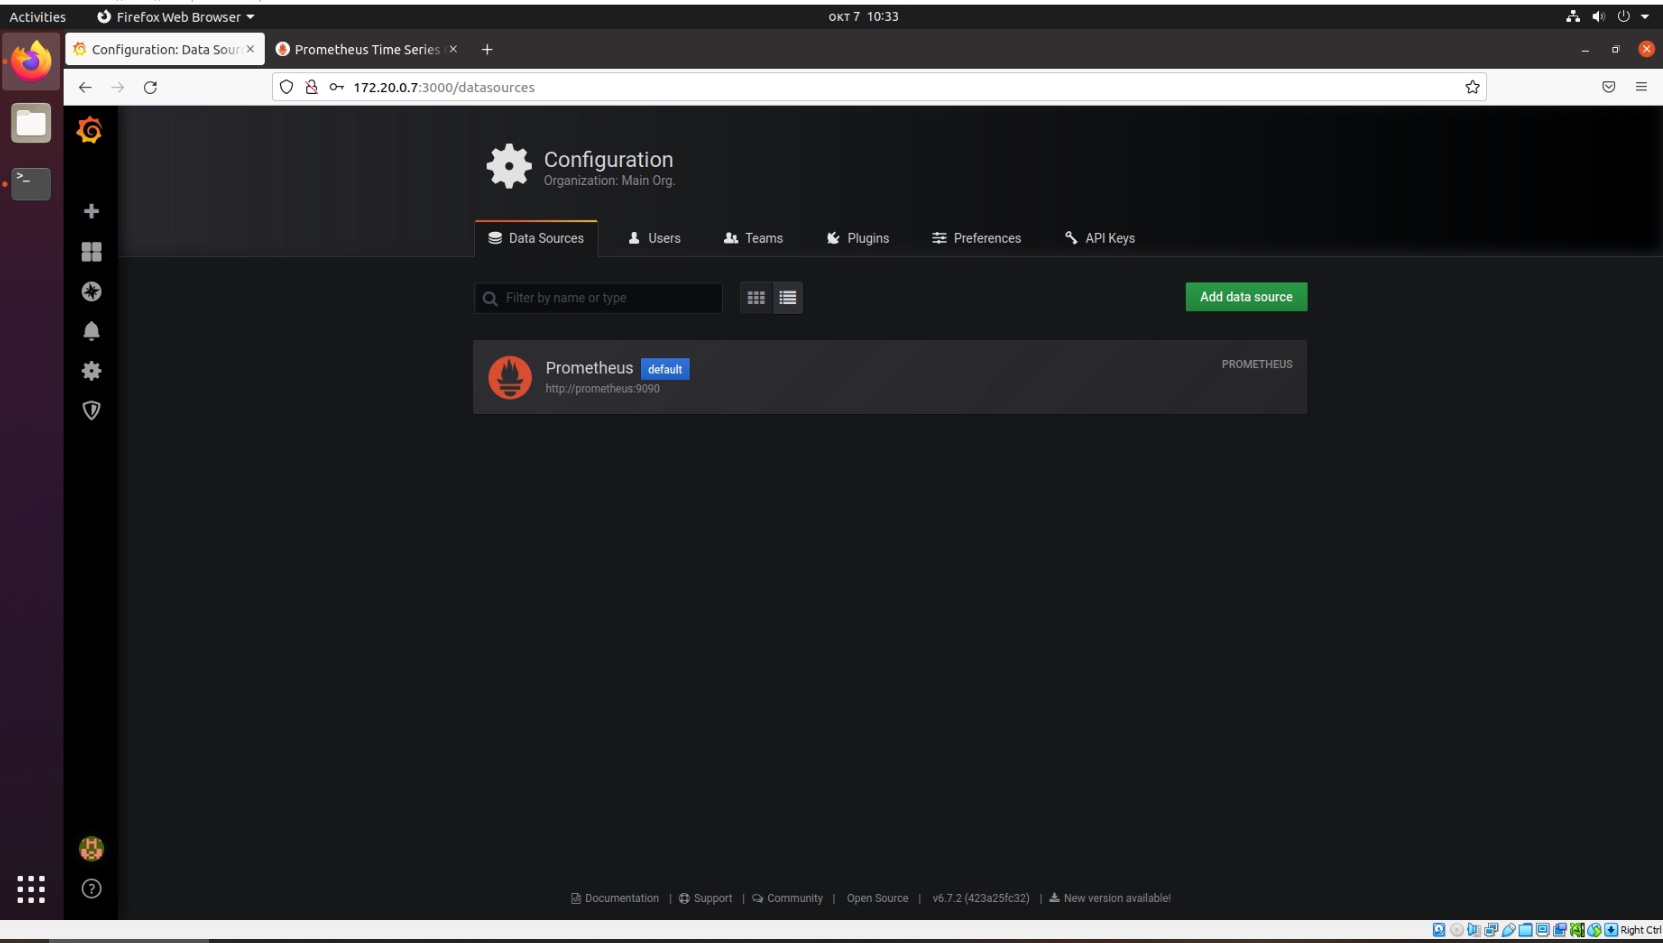 Activities
Firefox Web Browser
окт 7 10:33
Configuration: Data Sour
Prometheus Time Series
172.20.0.7:3000/datasources
Configuration
Organization: Main Org.
Data Sources
Users
Teams
Plugins
Preferences
API Keys
Filter by name or type
Add data source
Prometheus default
PROMETHEUS
http://prometheus:9090
Documentation | Support | Community | Open Source | v6.7.2 (423a25fc32) | New version available!
Right Ctrl